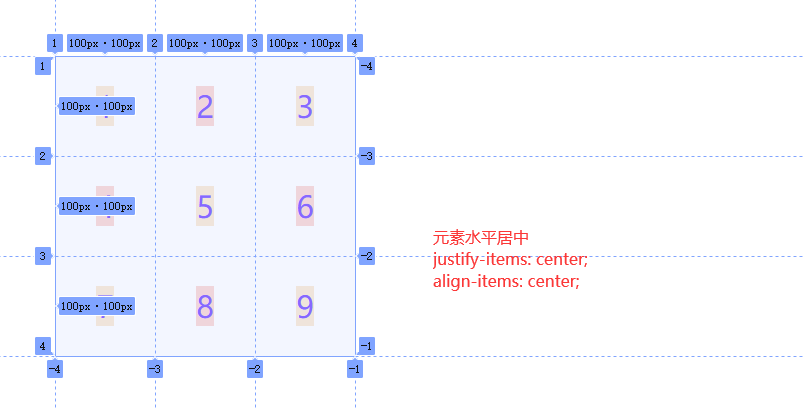 1 100px · 100px 2 100px · 100px 3 100px · 100px 4
1 -4
100px · 100px 2 3
2 -3
100px · 100px 5 6
元素水平居中
justify-items: center;
3 -2
align-items: center;
100px · 100px 8 9
4 -1
-4 -3 -2 -1